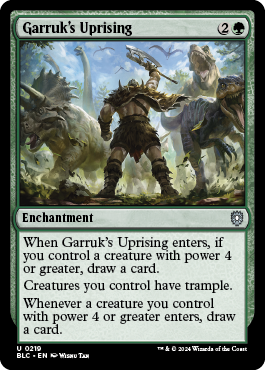 Garruk's Uprising 2
Enchantment
When Garruk's Uprising enters, if
you control a creature with power 4
or greater, draw a card.
Creatures you control have trample.
Whenever a creature you control
with power 4 or greater enters, draw
a card.
U 0219
BLC • EN Wisnu Tan
™ & © 2024 Wizards of the Coast